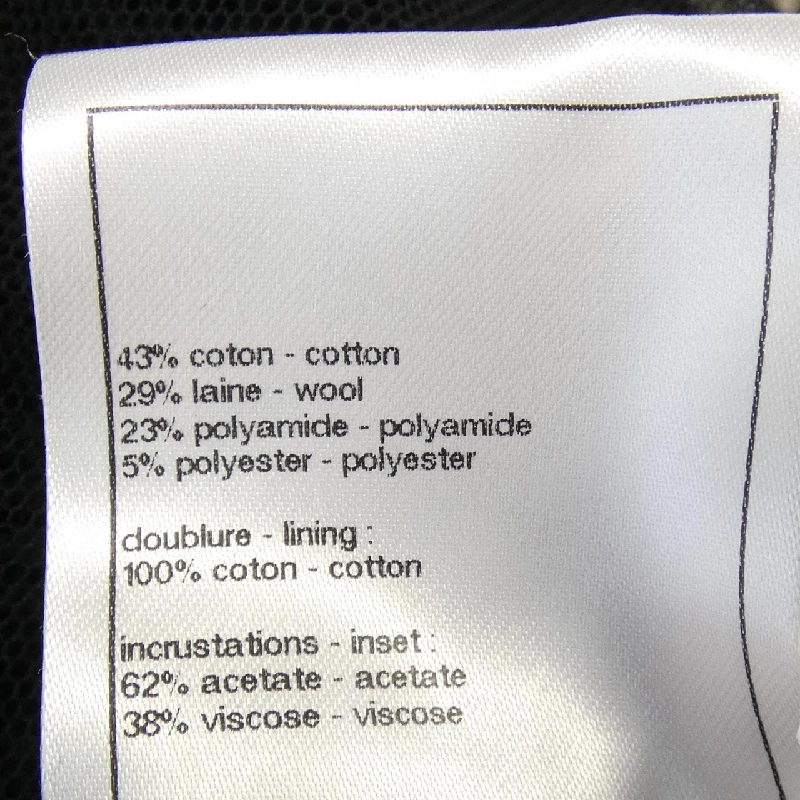 43% coton - cotton
29% laine - wool
23% polyamide - polyamide
5% polyester - polyester
doublure - lining :
100% coton - cotton
incrustations - inset :
62% acetate - acetate
38% viscose - viscose